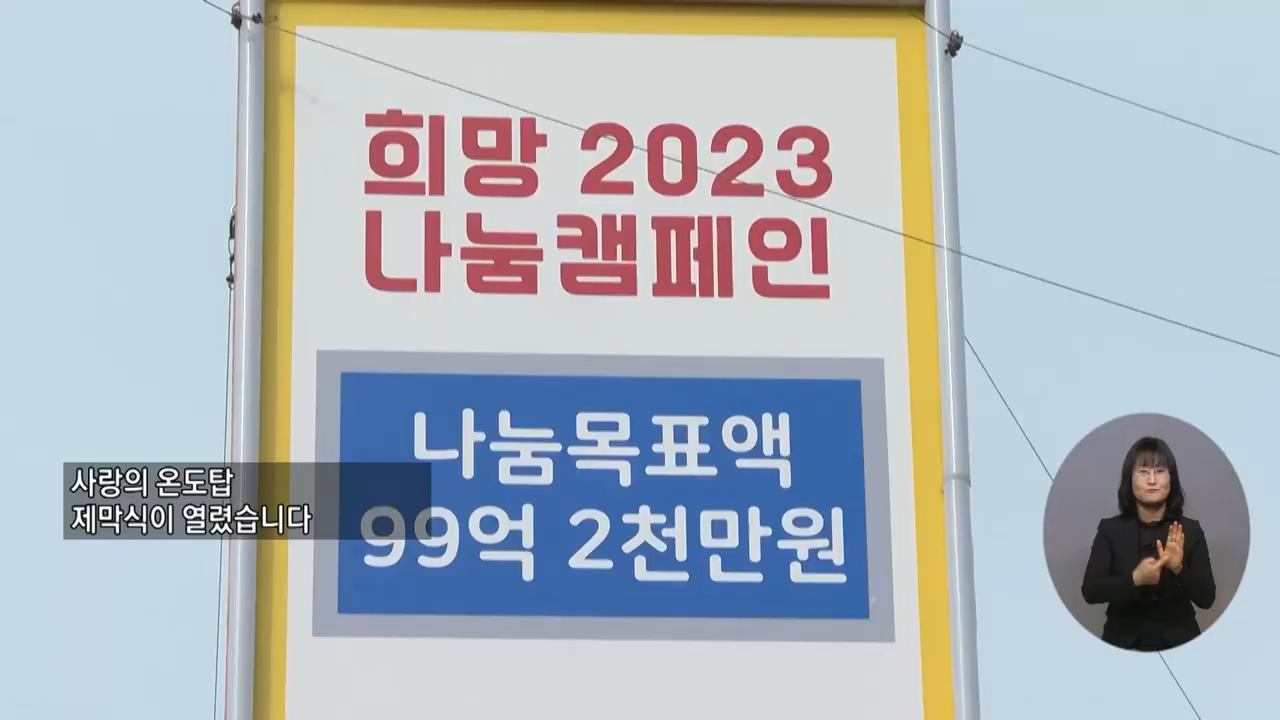 희망 2023
나눔캠페인
나눔목표액
99억 2천만원
사랑의 온도탑
제막식이 열렸습니다